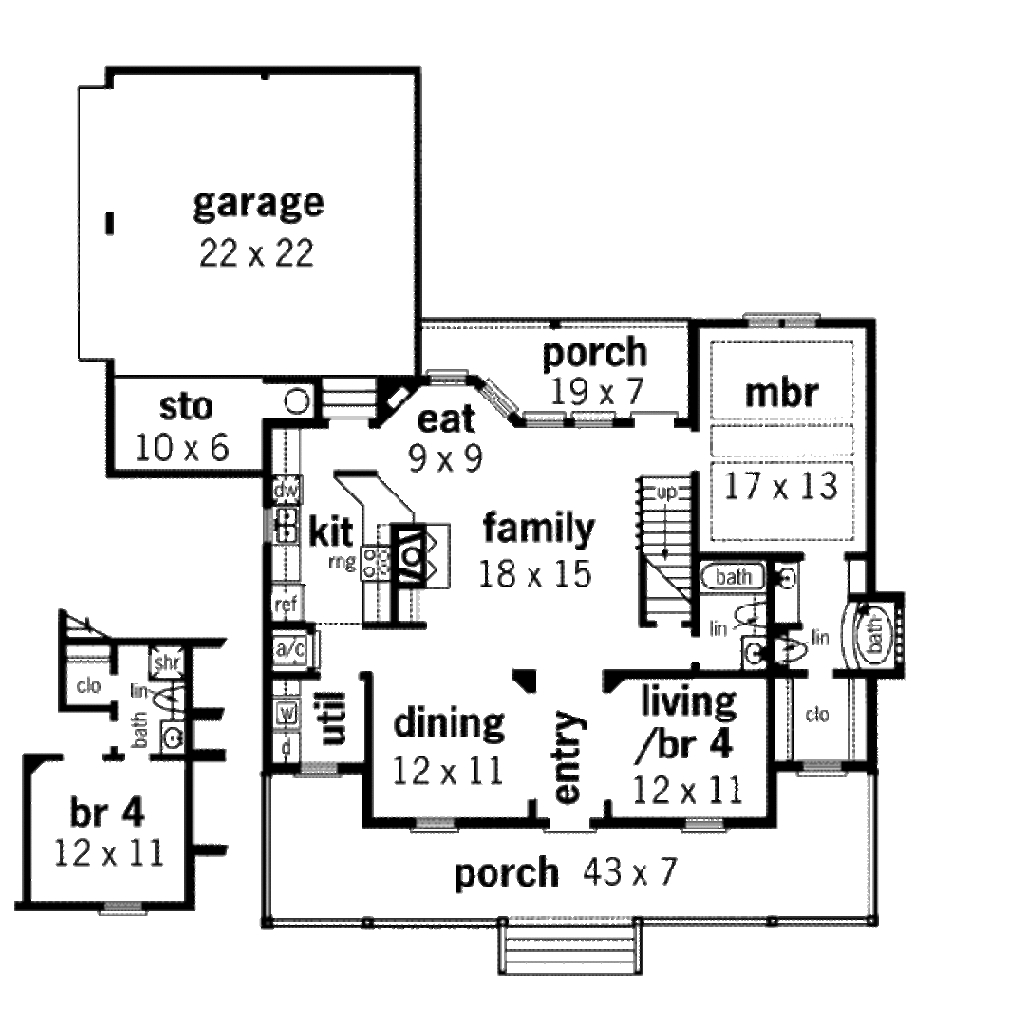 garage
22 x 22
porch
19 x 7
mbr
17 x 13
sto
10 x 6
eat
9 x 9
dw
kit
rng
family
18 x 15
up
ref
bath
lin
lin
bath
a/c
w
d
util
dining
12 x 11
entry
living
/br 4
12 x 11
clo
porch 43 x 7
shr
clo
lin
bath
br 4
12 x 11